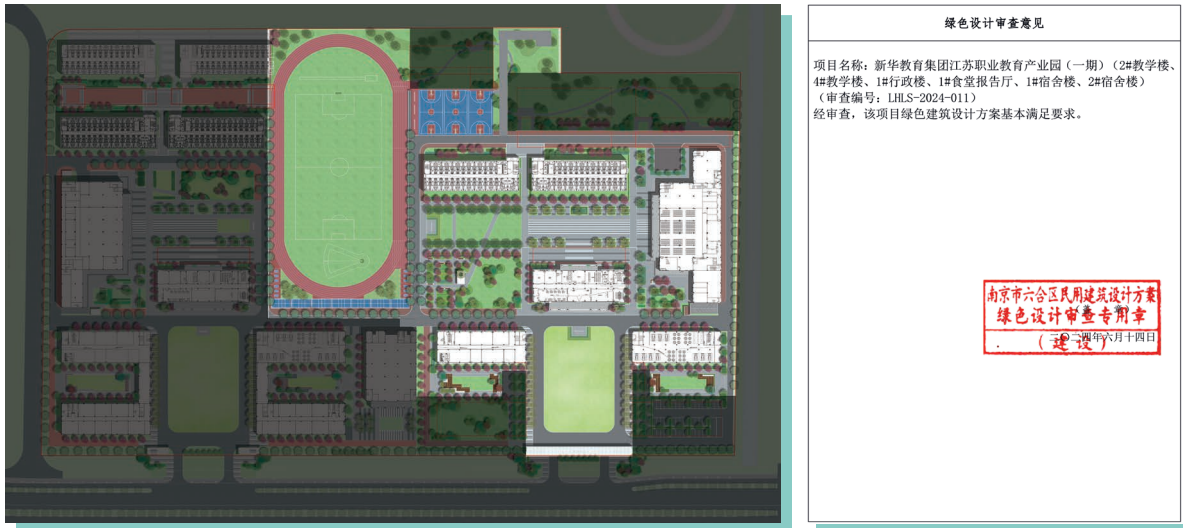 绿色设计审查意见
项目名称：新华教育集团江苏职业教育产业园（一期）（2#教学楼、
4#教学楼、1#行政楼、1#食堂报告厅、1#宿舍楼、2#宿舍楼）
（审查编号：LHLS-2024-011）
经审查，该项目绿色建筑设计方案基本满足要求。
南京市六合区民用建筑设计方案
绿色设计审查专用章
（建设）
二〇二四年六月十四日